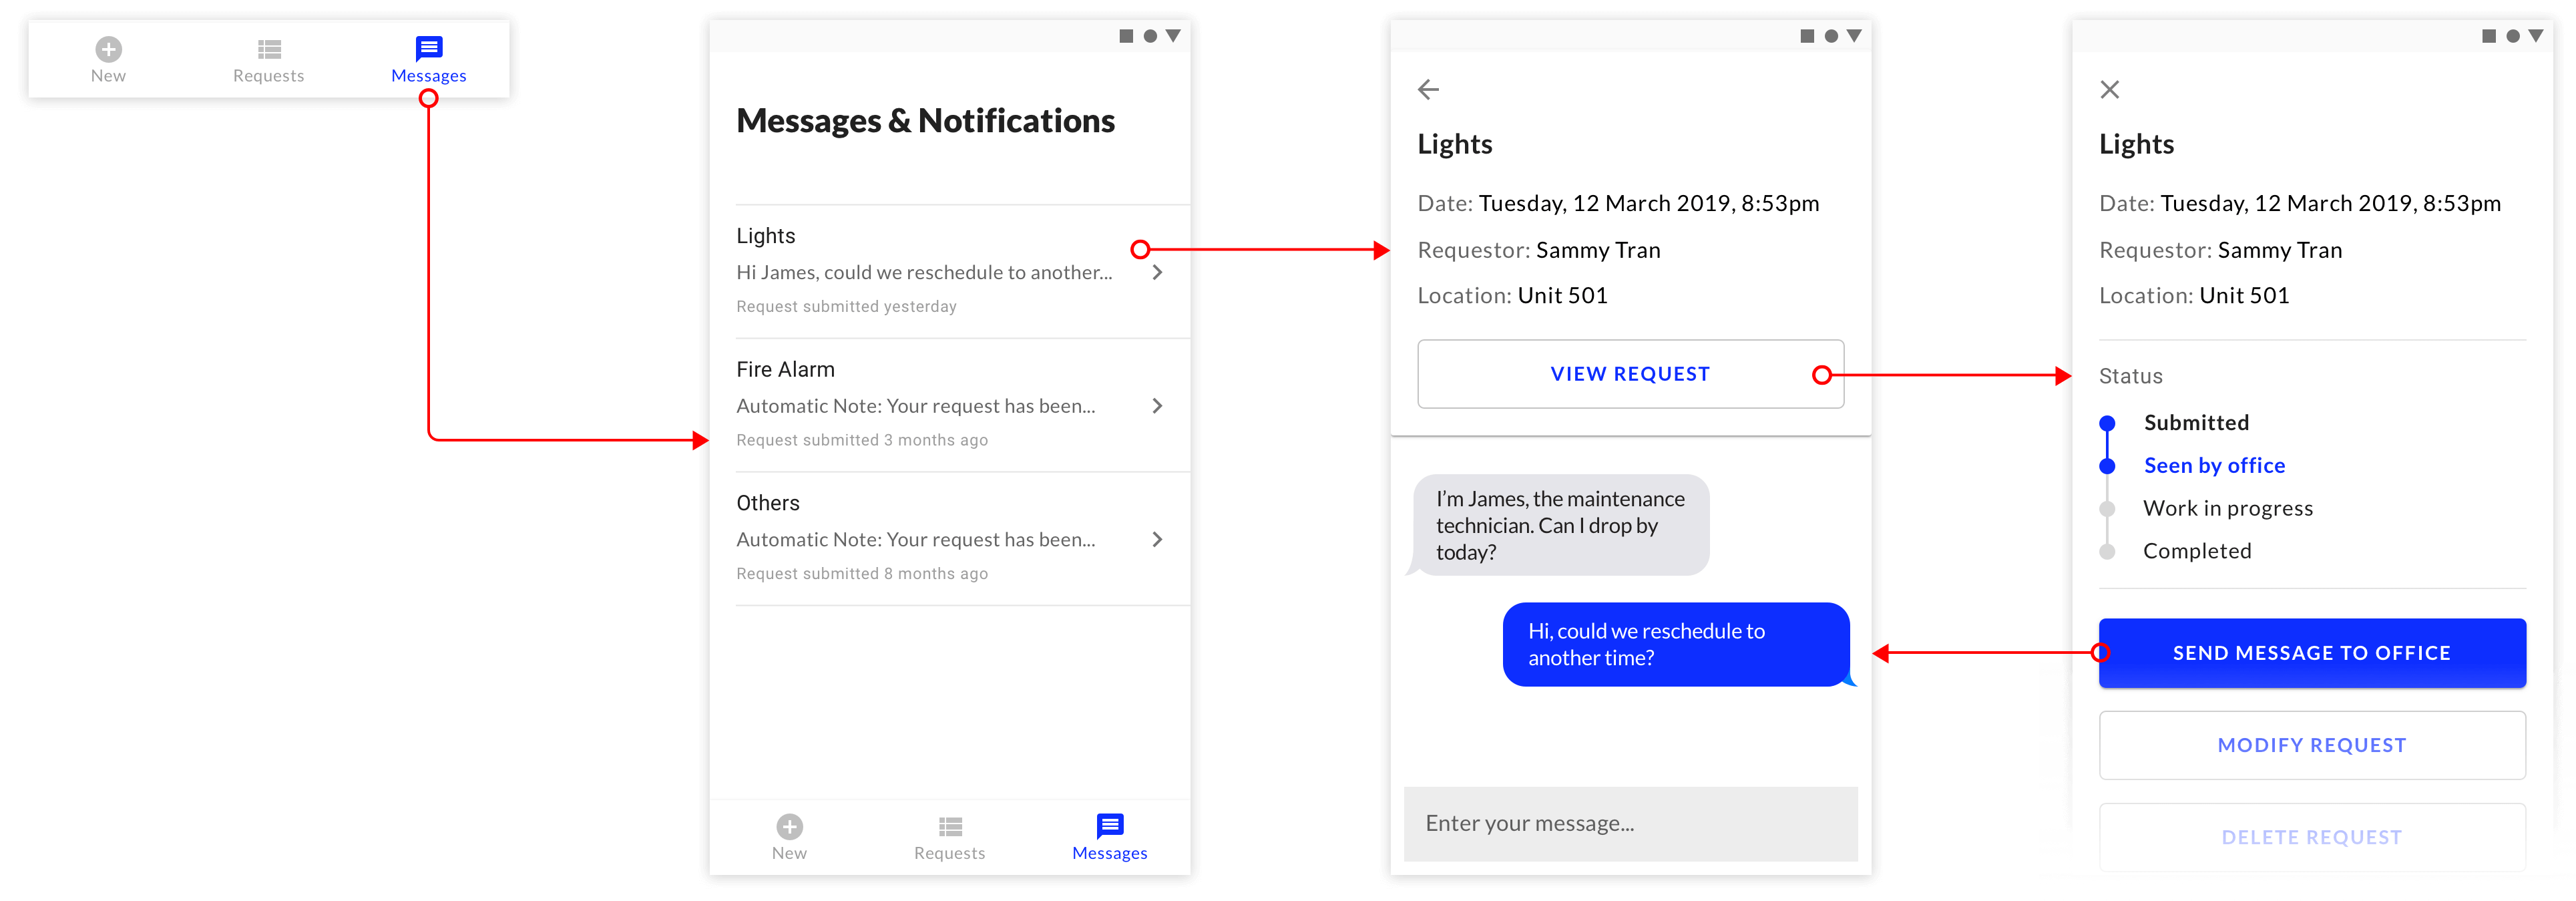 New Requests Messages
Messages & Notifications
Lights
Hi James, could we reschedule to another...
Request submitted yesterday
Fire Alarm
Automatic Note: Your request has been...
Request submitted 3 months ago
Others
Automatic Note: Your request has been...
Request submitted 8 months ago
New Requests Messages
Lights
Date: Tuesday, 12 March 2019, 8:53pm
Requestor: Sammy Tran
Location: Unit 501
VIEW REQUEST
I’m James, the maintenance
technician. Can I drop by
today?
Hi, could we reschedule to
another time?
Enter your message...
Lights
Date: Tuesday, 12 March 2019, 8:53pm
Requestor: Sammy Tran
Location: Unit 501
Status
Submitted
Seen by office
Work in progress
Completed
SEND MESSAGE TO OFFICE
MODIFY REQUEST
DELETE REQUEST